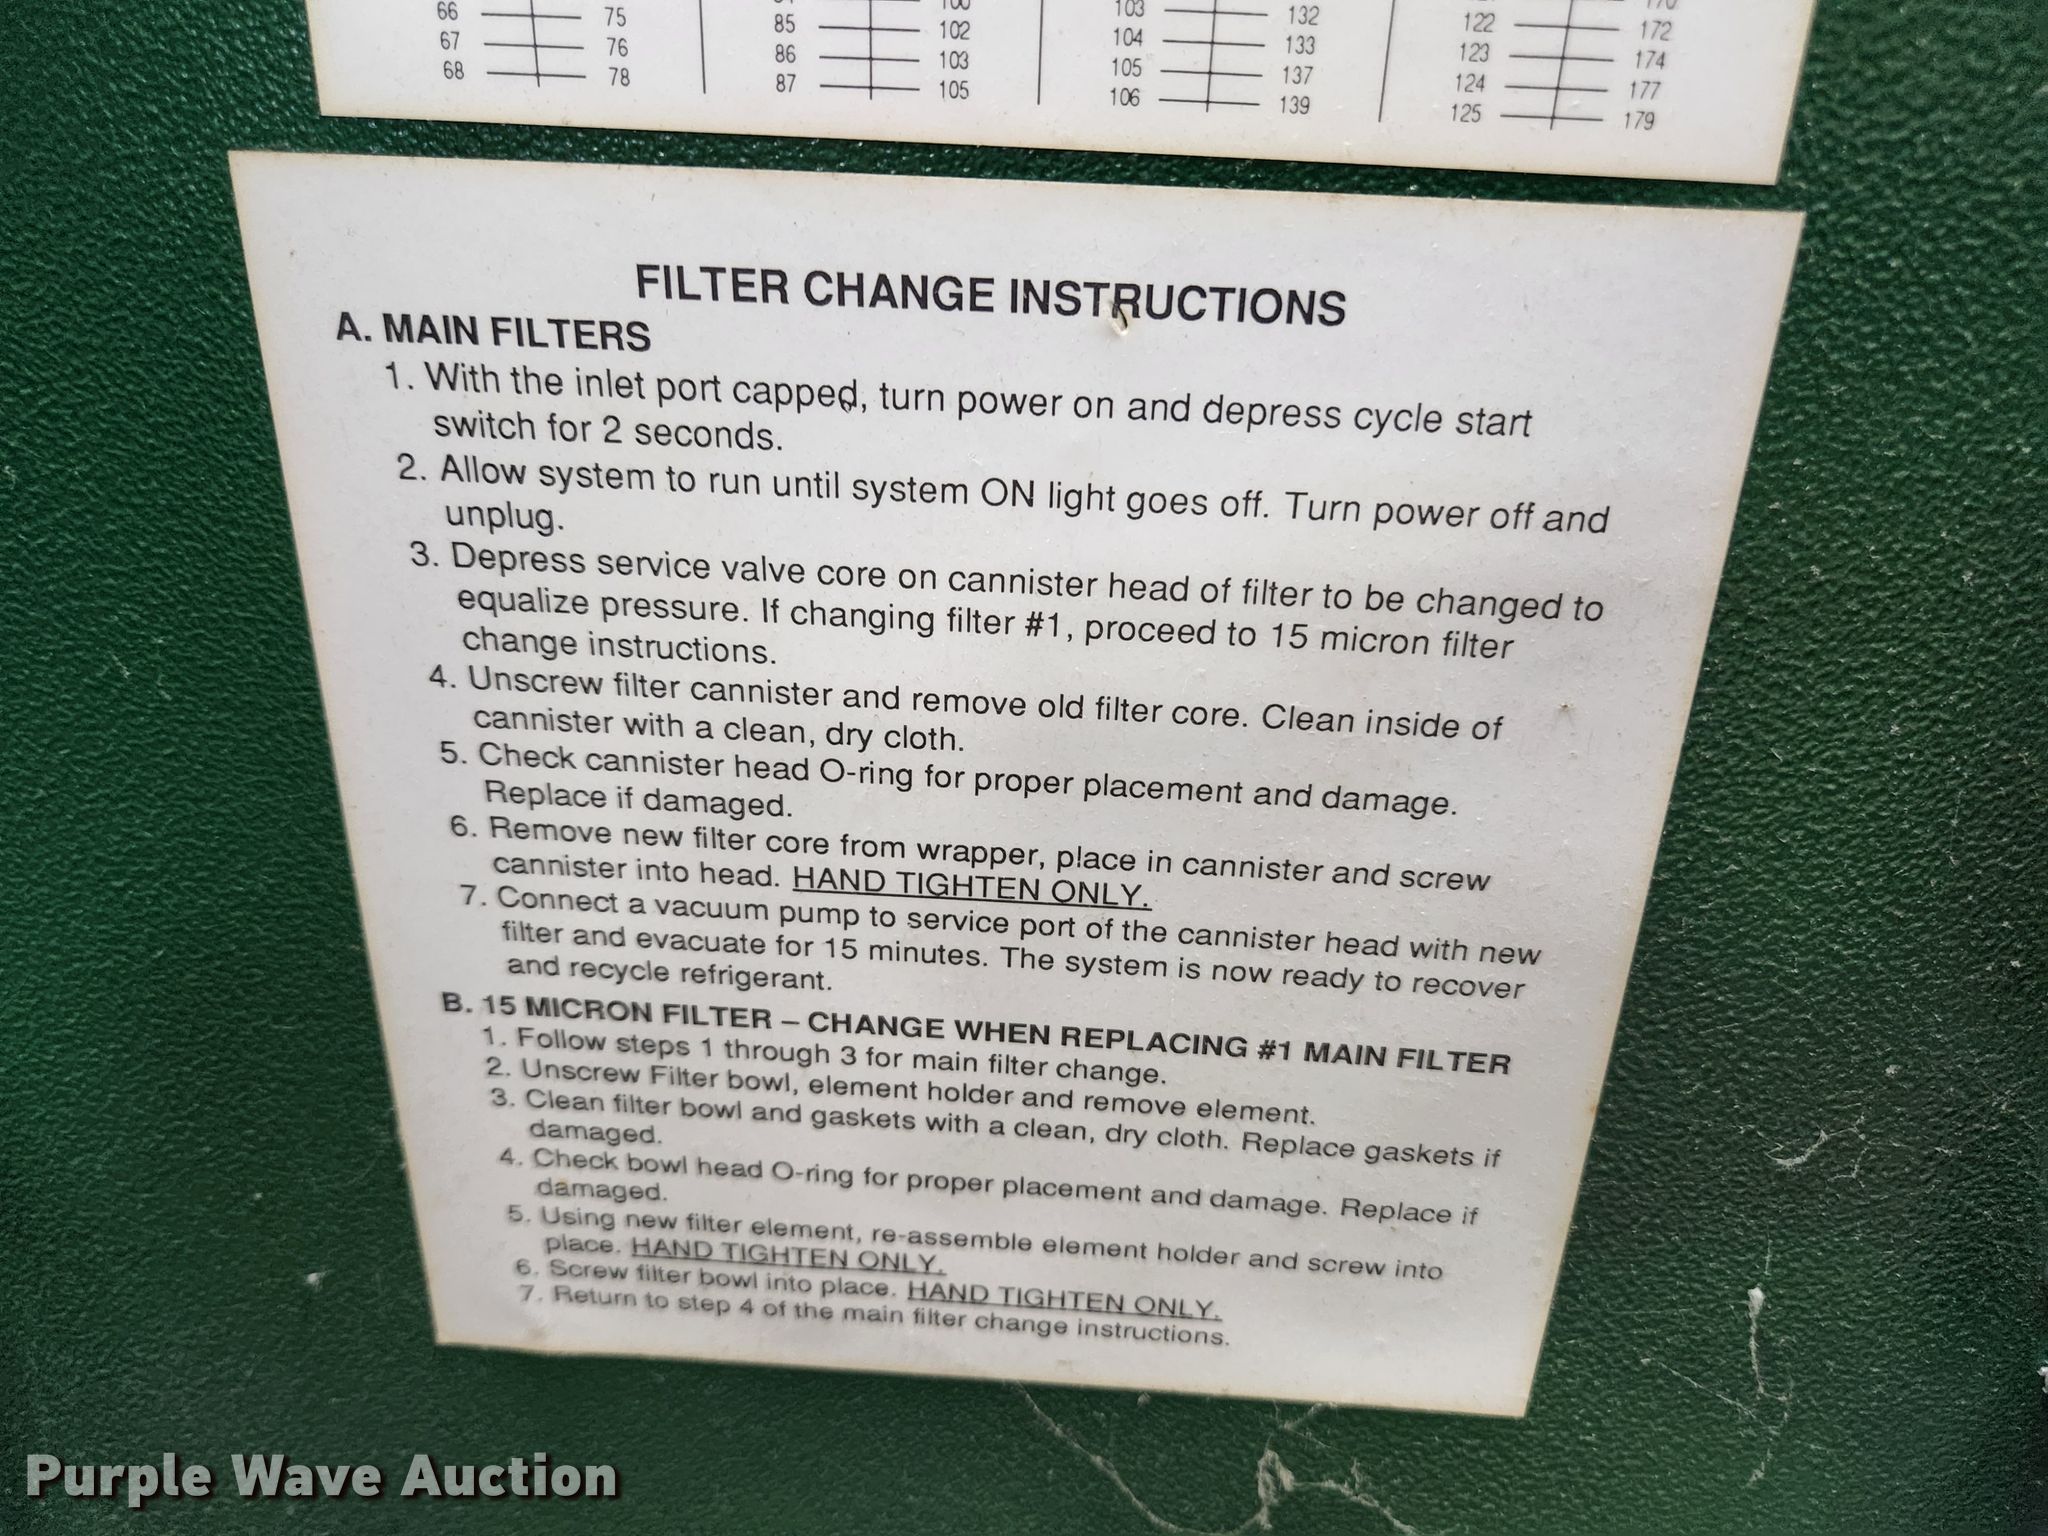 66 75 85 102 103 132 122 172
67 76 86 103 104 133 123 174
68 78 87 105 105 137 124 177
106 139 125 179
FILTER CHANGE INSTRUCTIONS
A. MAIN FILTERS
1. With the inlet port capped, turn power on and depress cycle start
switch for 2 seconds.
2. Allow system to run until system ON light goes off. Turn power off and
unplug.
3. Depress service valve core on cannister head of filter to be changed to
equalize pressure. If changing filter #1, proceed to 15 micron filter
change instructions.
4. Unscrew filter cannister and remove old filter core. Clean inside of
cannister with a clean, dry cloth.
5. Check cannister head O-ring for proper placement and damage.
Replace if damaged.
6. Remove new filter core from wrapper, place in cannister and screw
cannister into head. HAND TIGHTEN ONLY.
7. Connect a vacuum pump to service port of the cannister head with new
filter and evacuate for 15 minutes. The system is now ready to recover
and recycle refrigerant.
B. 15 MICRON FILTER – CHANGE WHEN REPLACING #1 MAIN FILTER
1. Follow steps 1 through 3 for main filter change.
2. Unscrew Filter bowl, element holder and remove element.
3. Clean filter bowl and gaskets with a clean, dry cloth. Replace gaskets if
damaged.
4. Check bowl head O-ring for proper placement and damage. Replace if
damaged.
5. Using new filter element, re-assemble element holder and screw into
place. HAND TIGHTEN ONLY.
6. Screw filter bowl into place. HAND TIGHTEN ONLY.
7. Return to step 4 of the main filter change instructions.
Purple Wave Auction